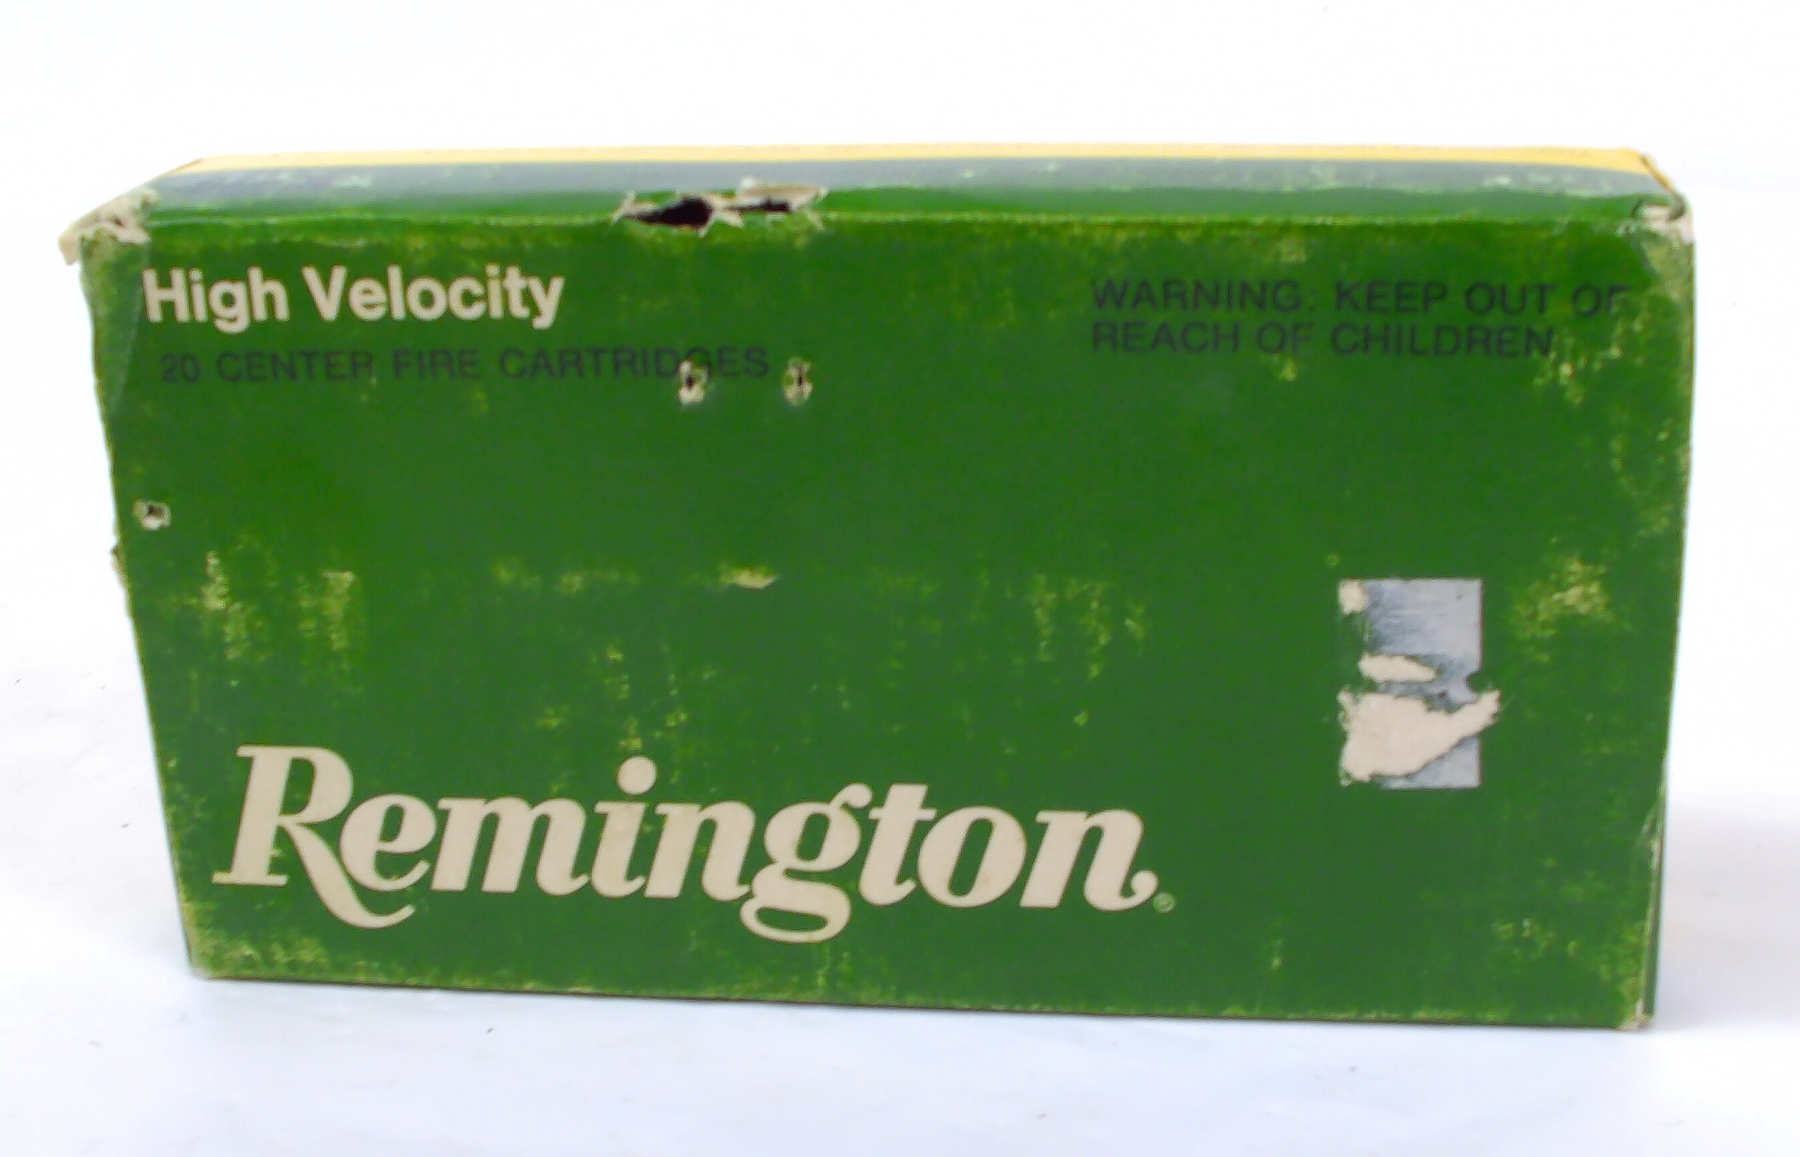 High Velocity
20 CENTER FIRE CARTRIDGES
WARNING: KEEP OUT OF
REACH OF CHILDREN.
Remington®